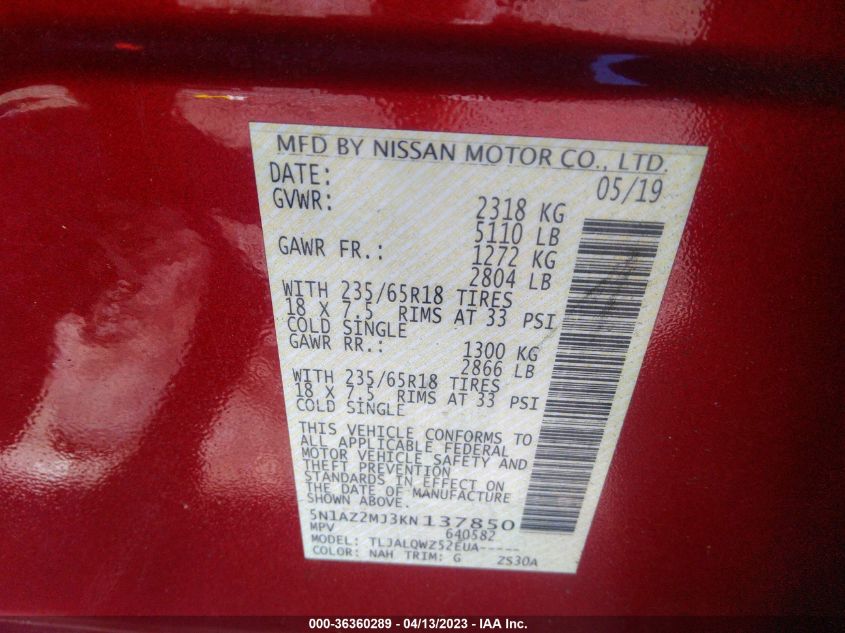 MFD BY NISSAN MOTOR CO., LTD.
DATE: 05/19
GVWR: 2318 KG
5110 LB
GAWR FR.: 1272 KG
2804 LB
WITH 235/65R18 TIRES
18 X 7.5 RIMS AT 33 PSI
COLD SINGLE
GAWR RR.: 1300 KG
2866 LB
WITH 235/65R18 TIRES
18 X 7.5 RIMS AT 33 PSI
COLD SINGLE
THIS VEHICLE CONFORMS TO
ALL APPLICABLE FEDERAL
MOTOR VEHICLE SAFETY AND
THEFT PREVENTION
STANDARDS IN EFFECT ON
THE DATE OF MANUFACTURE
SHOWN ABOVE.
5N1AZ2MJ3KN137850
MPV 640582
MODEL: TLJALQWZ52EUA-----
COLOR: NAH TRIM: G ZS30A
000-36360289 - 04/13/2023 - IAA Inc.